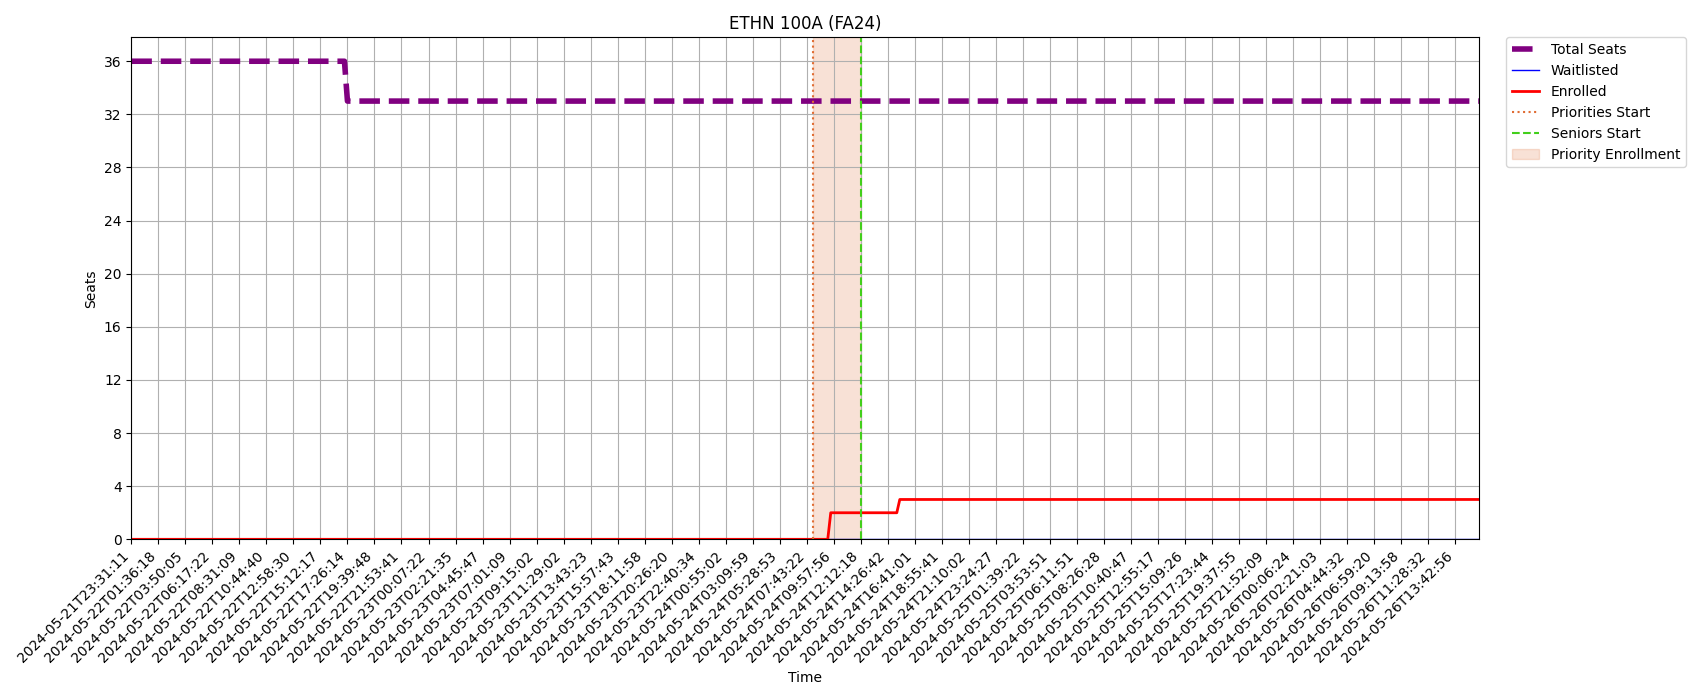 ETHN 100A (FA24)
Total Seats
Waitlisted
Enrolled
Priorities Start
Seniors Start
Priority Enrollment
Seats
36
32
28
24
20
16
12
8
4
0
2024-05-21T23:31:11
2024-05-22T01:36:18
2024-05-22T03:50:05
2024-05-22T06:17:22
2024-05-22T08:31:09
2024-05-22T10:44:40
2024-05-22T12:58:30
2024-05-22T15:12:17
2024-05-22T17:26:14
2024-05-22T19:39:48
2024-05-22T21:53:41
2024-05-23T00:07:22
2024-05-23T02:21:35
2024-05-23T04:45:47
2024-05-23T07:01:09
2024-05-23T09:15:02
2024-05-23T11:29:02
2024-05-23T13:43:23
2024-05-23T15:57:43
2024-05-23T18:11:58
2024-05-23T20:26:20
2024-05-23T22:40:34
2024-05-24T00:55:02
2024-05-24T03:09:59
2024-05-24T05:28:53
2024-05-24T07:43:22
2024-05-24T09:57:56
2024-05-24T12:12:18
2024-05-24T14:26:42
2024-05-24T16:41:01
2024-05-24T18:55:41
2024-05-24T21:10:02
2024-05-24T23:24:27
2024-05-25T01:39:22
2024-05-25T03:53:51
2024-05-25T06:11:51
2024-05-25T08:26:28
2024-05-25T10:40:47
2024-05-25T12:55:17
2024-05-25T15:09:26
2024-05-25T17:23:44
2024-05-25T19:37:55
2024-05-25T21:52:09
2024-05-26T00:06:24
2024-05-26T02:21:03
2024-05-26T04:44:32
2024-05-26T06:59:20
2024-05-26T09:13:58
2024-05-26T11:28:32
2024-05-26T13:42:56
Time